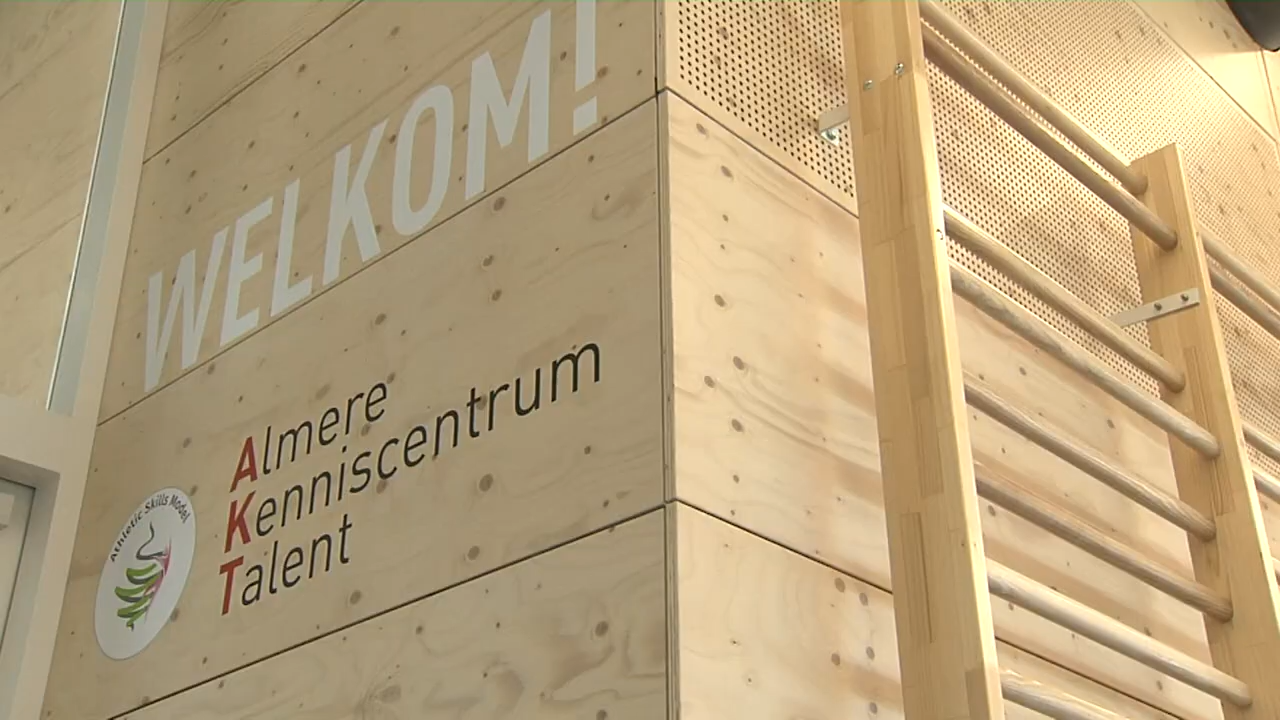 WELKOM!
Almere
Kenniscentrum
Talent
Athletic Skills Model